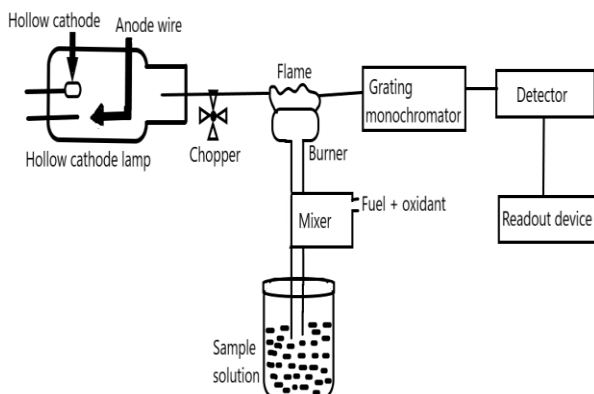 Hollow cathode
Anode wire
Hollow cathode lamp
Chopper
Flame
Burner
Grating
monochromator
Detector
Readout device
Mixer
Fuel + oxidant
Sample
solution